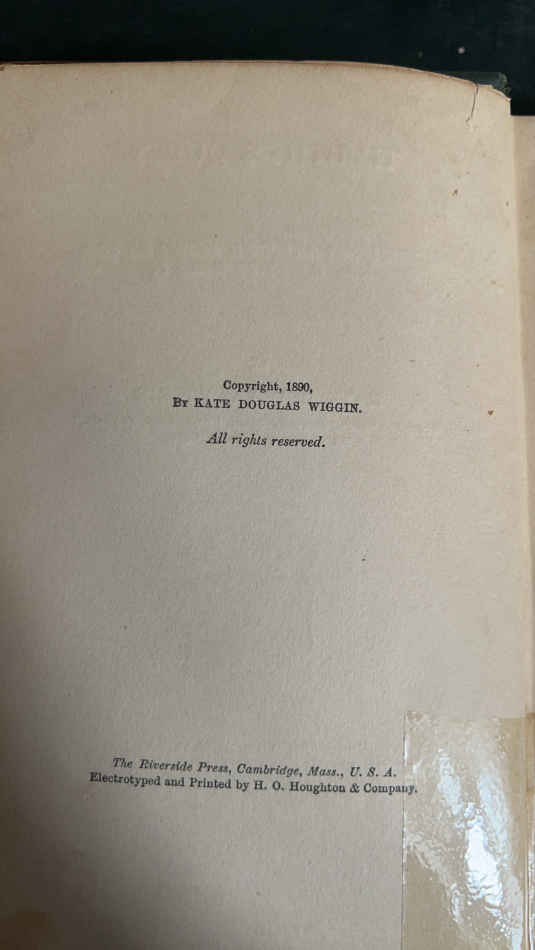 Copyright, 1890,
By KATE DOUGLAS WIGGIN.
All rights reserved.
The Riverside Press, Cambridge, Mass., U. S. A.
Electrotyped and Printed by H. O. Houghton & Company.